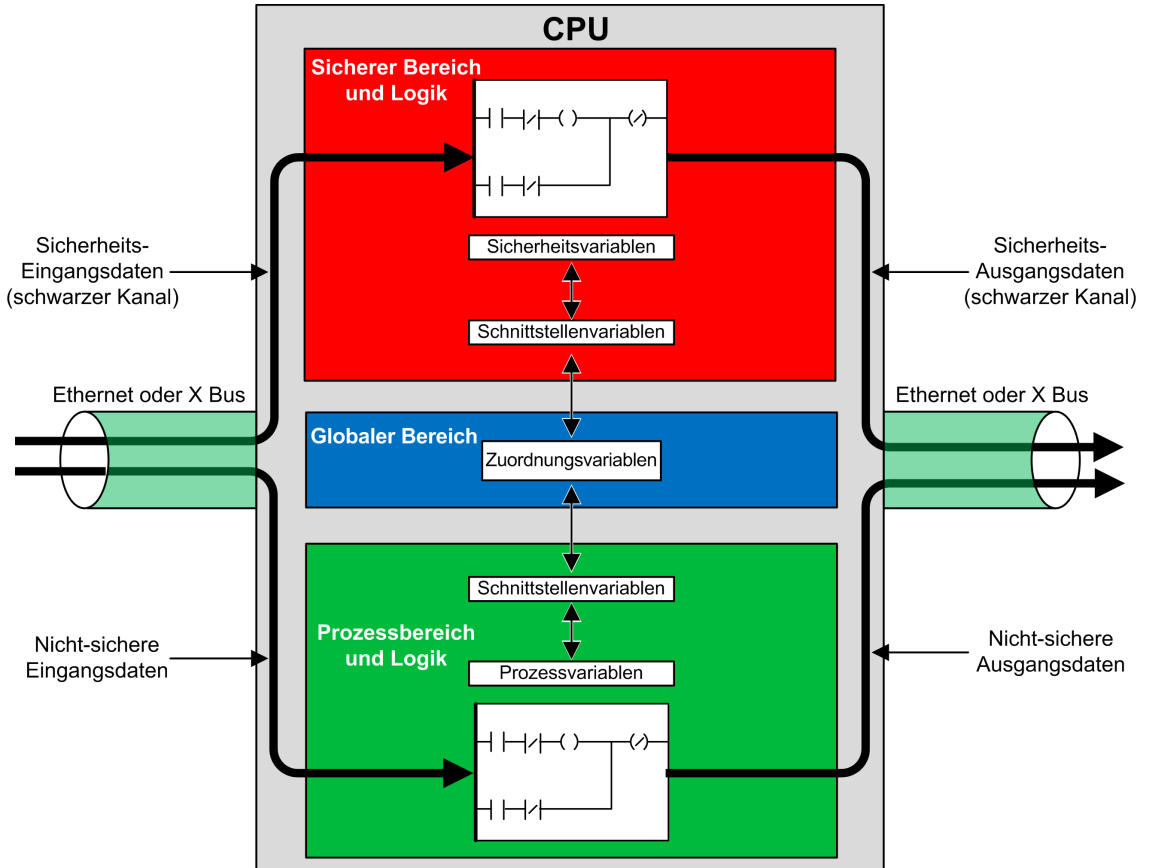 CPU
Sicherer Bereich
und Logik
Sicherheitsvariablen
Schnittstellenvariablen
Sicherheits-
Eingangsdaten
(schwarzer Kanal)
Sicherheits-
Ausgangsdaten
(schwarzer Kanal)
Ethernet oder X Bus
Ethernet oder X Bus
Globaler Bereich
Zuordnungsvariablen
Schnittstellenvariablen
Prozessbereich
und Logik
Prozessvariablen
Nicht-sichere
Eingangsdaten
Nicht-sichere
Ausgangsdaten